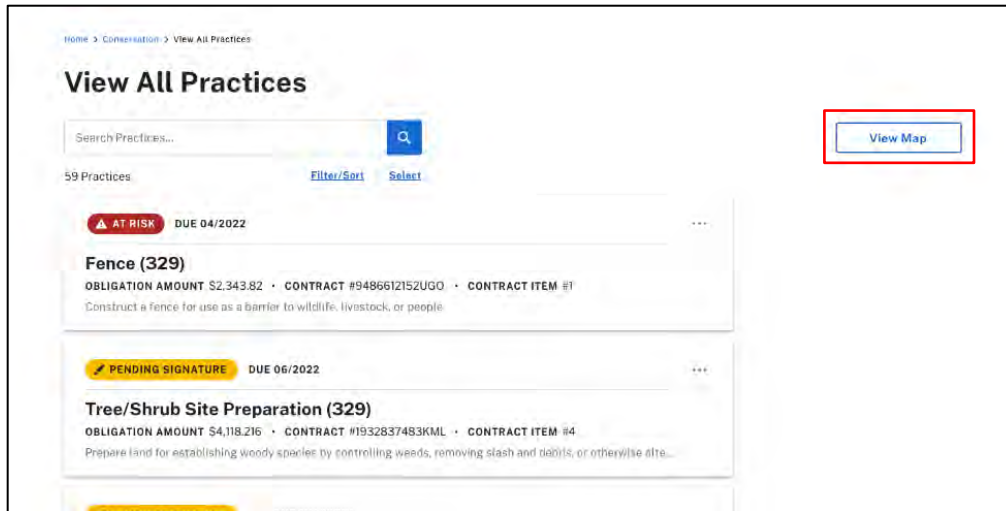 Home > Conservation > View All Practices
View All Practices
Search Practices...
View Map
59 Practices
Filter/Sort Select
AT RISK DUE 04/2022
Fence (329)
OBLIGATION AMOUNT $2,343.82 · CONTRACT #9486612152UGO · CONTRACT ITEM #1
Construct a fence for use as a barrier to wildlife, livestock, or people
PENDING SIGNATURE DUE 06/2022
Tree/Shrub Site Preparation (329)
OBLIGATION AMOUNT $4,118.216 · CONTRACT #1932837483KML · CONTRACT ITEM #4
Prepare land for establishing woody species by controlling weeds, removing slash and debris, or otherwise alte...